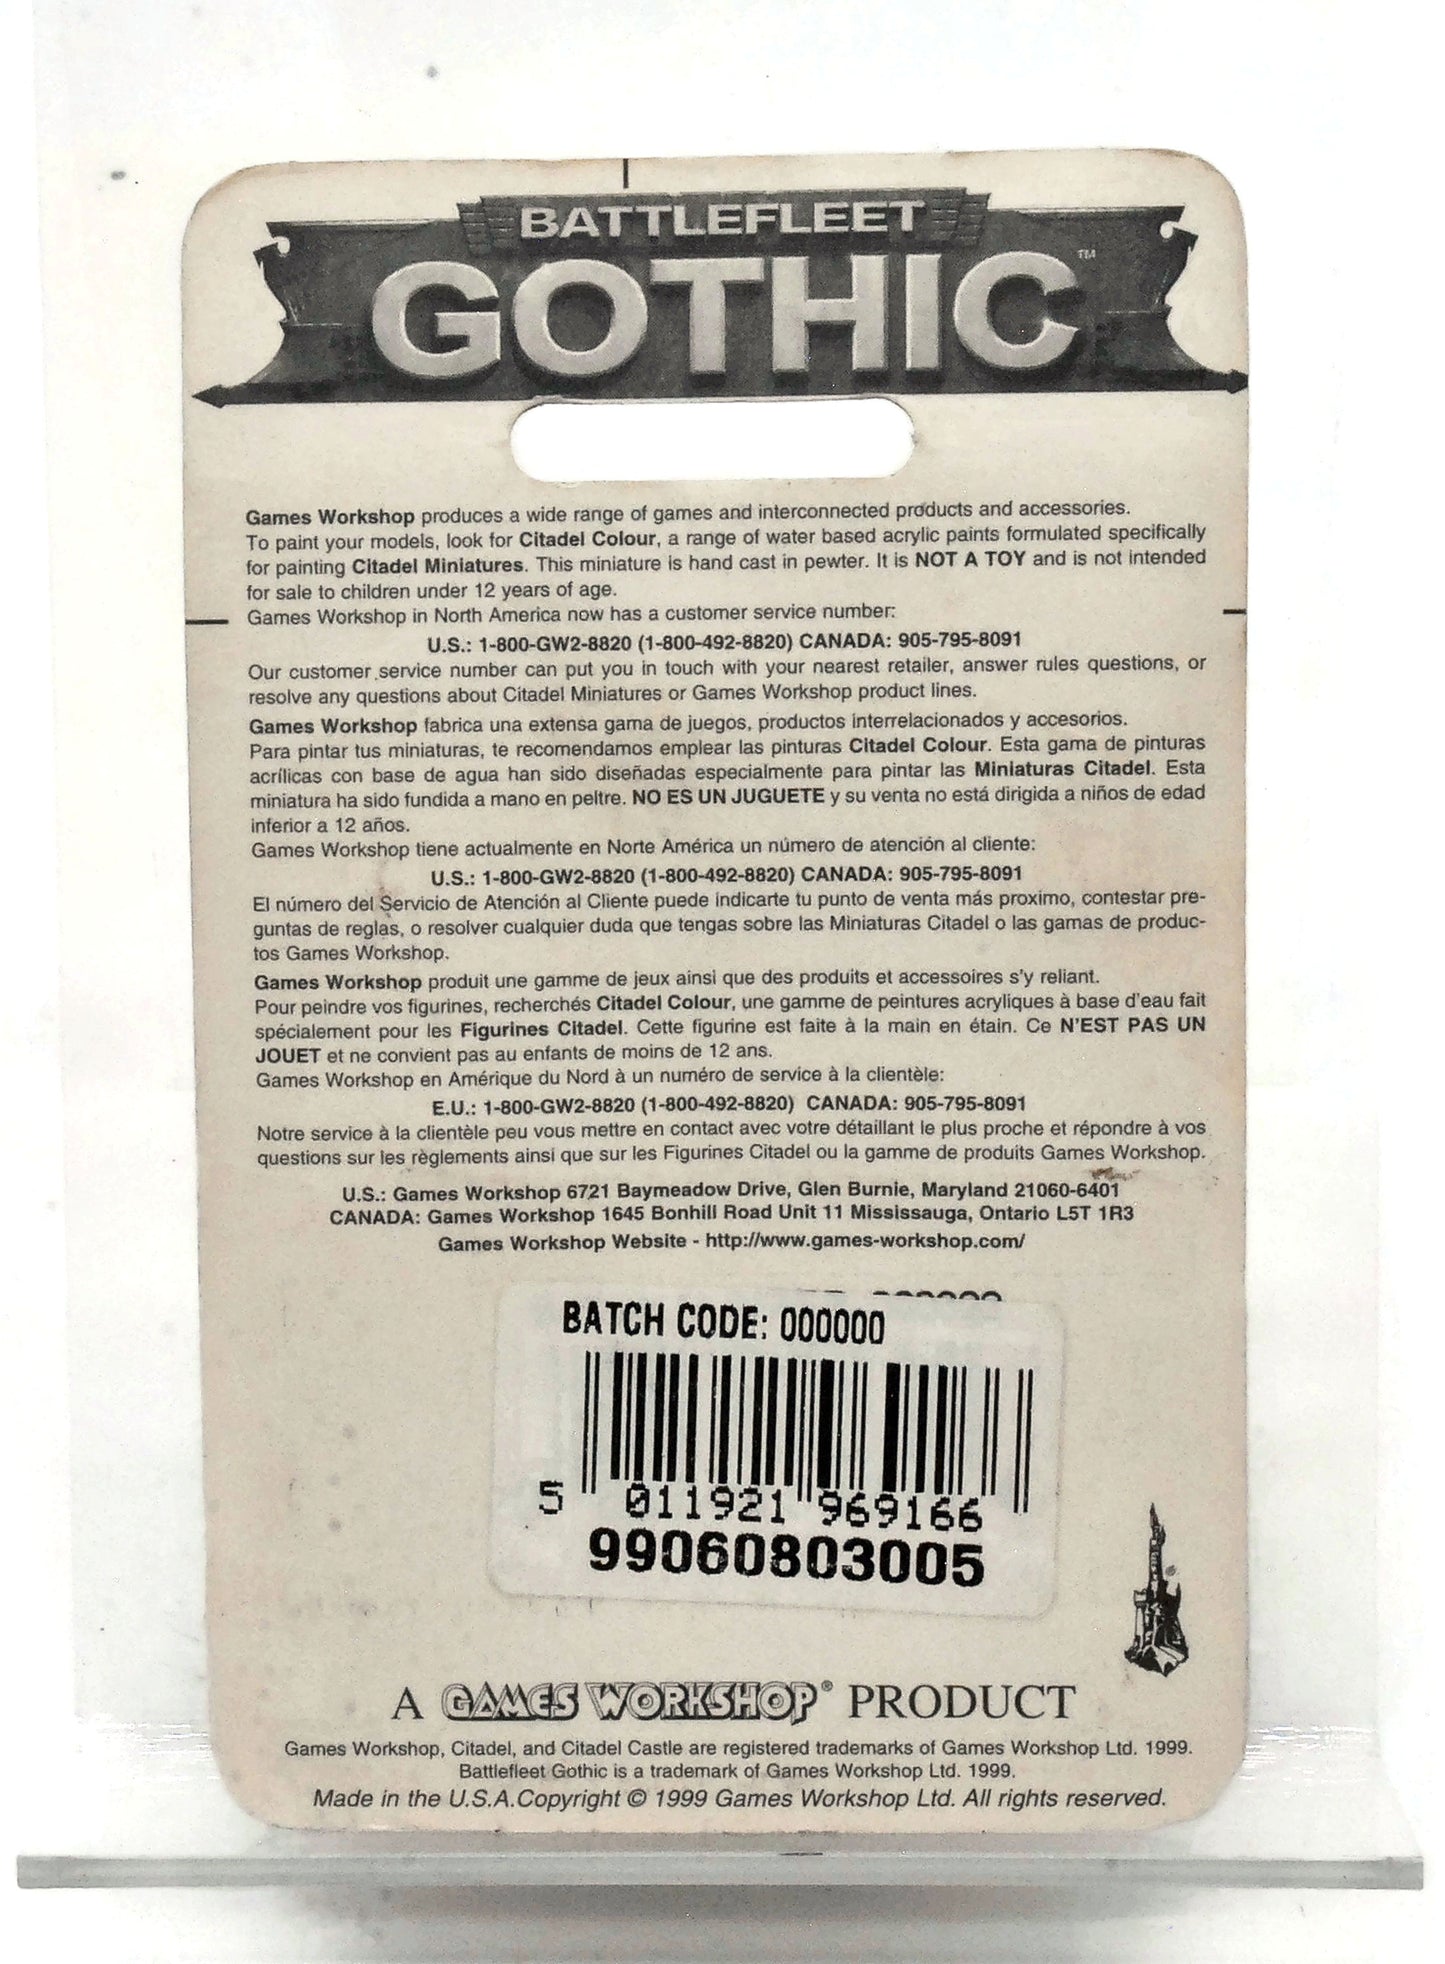 BATTLEFLEET
GOTHIC™
Games Workshop produces a wide range of games and interconnected products and accessories.
To paint your models, look for Citadel Colour, a range of water based acrylic paints formulated specifically
for painting Citadel Miniatures. This miniature is hand cast in pewter. It is NOT A TOY and is not intended
for sale to children under 12 years of age.
Games Workshop in North America now has a customer service number:
U.S.: 1-800-GW2-8820 (1-800-492-8820) CANADA: 905-795-8091
Our customer service number can put you in touch with your nearest retailer, answer rules questions, or
resolve any questions about Citadel Miniatures or Games Workshop product lines.
Games Workshop fabrica una extensa gama de juegos, productos interrelacionados y accesorios.
Para pintar tus miniaturas, te recomendamos emplear las pinturas Citadel Colour. Esta gama de pinturas
acrílicas con base de agua han sido diseñadas especialmente para pintar las Miniaturas Citadel. Esta
miniatura ha sido fundida a mano en peltre. NO ES UN JUGUETE y su venta no está dirigida a niños de edad
inferior a 12 años.
Games Workshop tiene actualmente en Norte América un número de atención al cliente:
U.S.: 1-800-GW2-8820 (1-800-492-8820) CANADA: 905-795-8091
El número del Servicio de Atención al Cliente puede indicarte tu punto de venta más proximo, contestar pre-
guntas de reglas, o resolver cualquier duda que tengas sobre las Miniaturas Citadel o las gamas de produc-
tos Games Workshop.
Games Workshop produit une gamme de jeux ainsi que des produits et accessoires s'y reliant.
Pour peindre vos figurines, recherchés Citadel Colour, une gamme de peintures acryliques à base d'eau fait
spécialement pour les Figurines Citadel. Cette figurine est faite à la main en étain. Ce N'EST PAS UN
JOUET et ne convient pas au enfants de moins de 12 ans.
Games Workshop en Amérique du Nord à un numéro de service à la clientèle:
E.U.: 1-800-GW2-8820 (1-800-492-8820) CANADA: 905-795-8091
Notre service à la clientèle peu vous mettre en contact avec votre détaillant le plus proche et répondre à vos
questions sur les règlements ainsi que sur les Figurines Citadel ou la gamme de produits Games Workshop.
U.S.: Games Workshop 6721 Baymeadow Drive, Glen Burnie, Maryland 21060-6401
CANADA: Games Workshop 1645 Bonhill Road Unit 11 Mississauga, Ontario L5T 1R3
Games Workshop Website - http://www.games-workshop.com/
BATCH CODE: 000000
5 011921 969166
99060803005
A GAMES WORKSHOP® PRODUCT
Games Workshop, Citadel, and Citadel Castle are registered trademarks of Games Workshop Ltd. 1999.
Battlefleet Gothic is a trademark of Games Workshop Ltd. 1999.
Made in the U.S.A.Copyright © 1999 Games Workshop Ltd. All rights reserved.